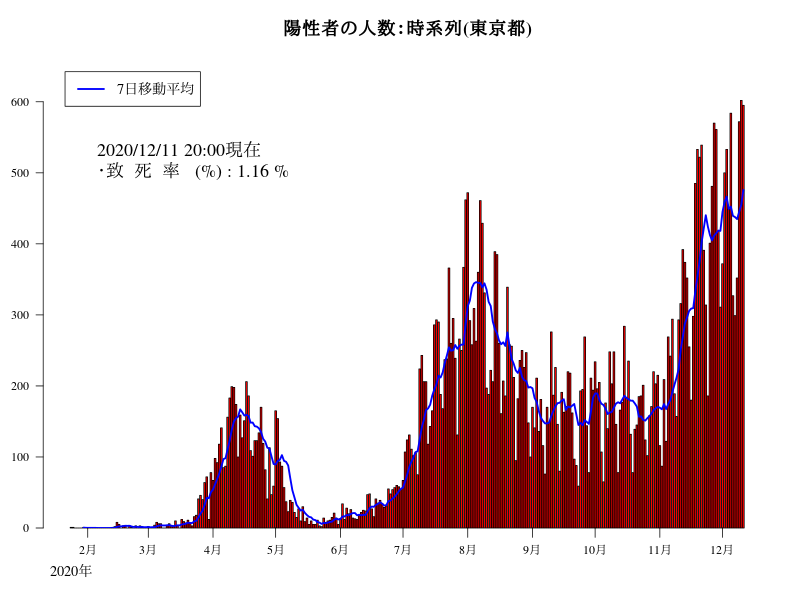 陽性者の人数：時系列(東京都)
7日移動平均
2020/12/11 20:00現在
・致 死 率 (%) : 1.16 %
600
500
400
300
200
100
0
2月 3月 4月 5月 6月 7月 8月 9月 10月 11月 12月
2020年